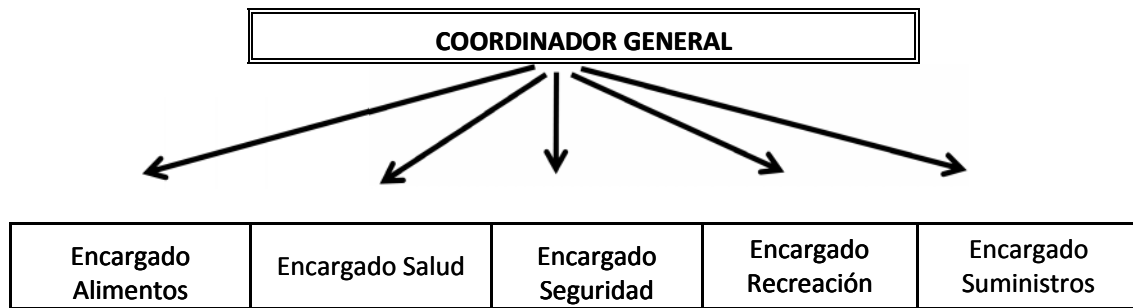 COORDINADOR GENERAL
Encargado
Alimentos
Encargado Salud
Encargado
Seguridad
Encargado
Recreación
Encargado
Suministros